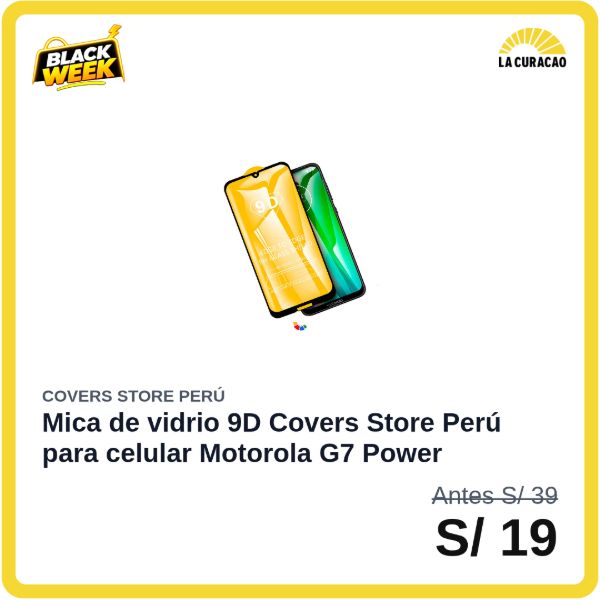 BLACK
WEEK
LA CURACAO
9D
COVERS STORE PERÚ
Mica de vidrio 9D Covers Store Perú
para celular Motorola G7 Power
Antes S/ 39
S/ 19